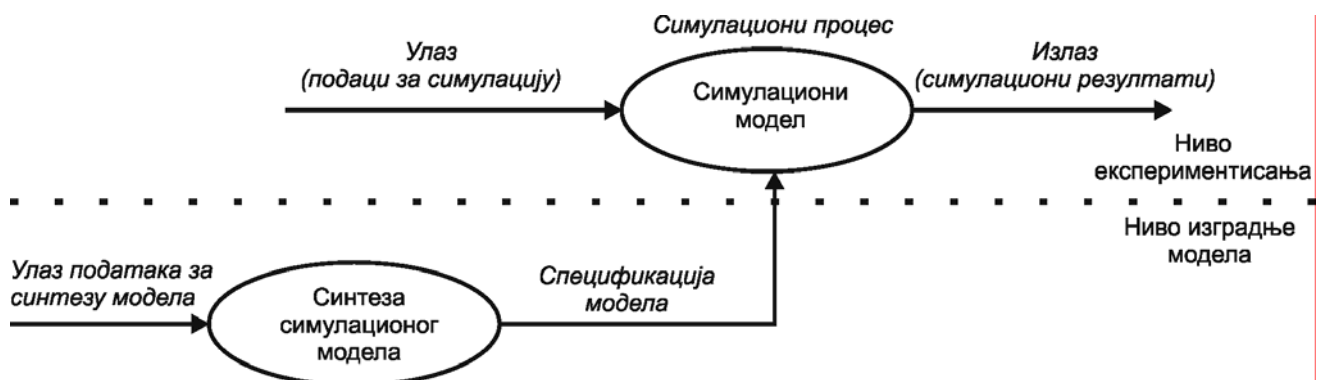 Симулациони процес
Улаз
(подаци за симулацију)
Симулациони
модел
Излаз
(симулациони резултати)
Ниво
експериментисања
Ниво изградње
модела
Улаз података за
синтезу модела
Синтеза
симулационог
модела
Спецификација
модела